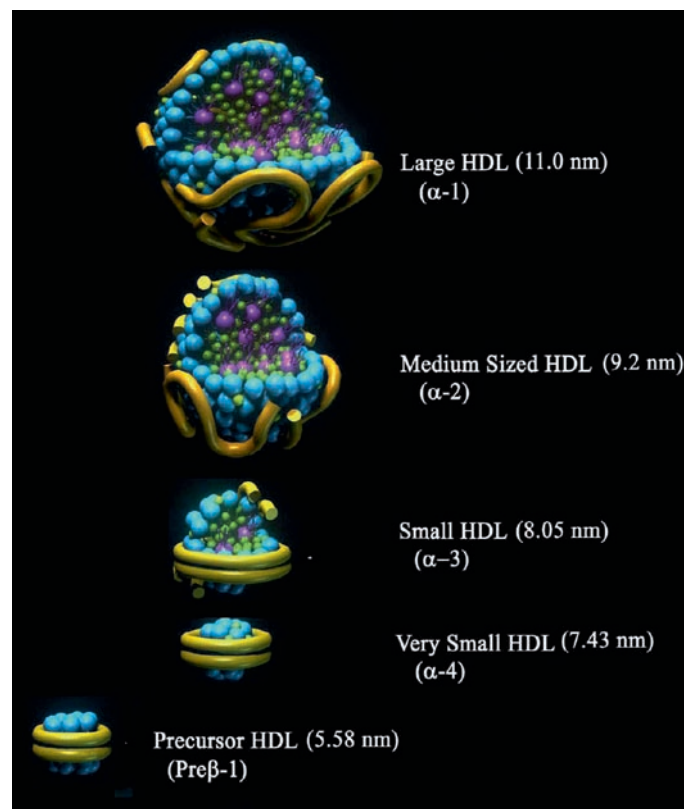 Large HDL (11.0 nm)
(α-1)
Medium Sized HDL (9.2 nm)
(α-2)
Small HDL (8.05 nm)
(α–3)
Very Small HDL (7.43 nm)
(α-4)
Precursor HDL (5.58 nm)
(Preβ-1)